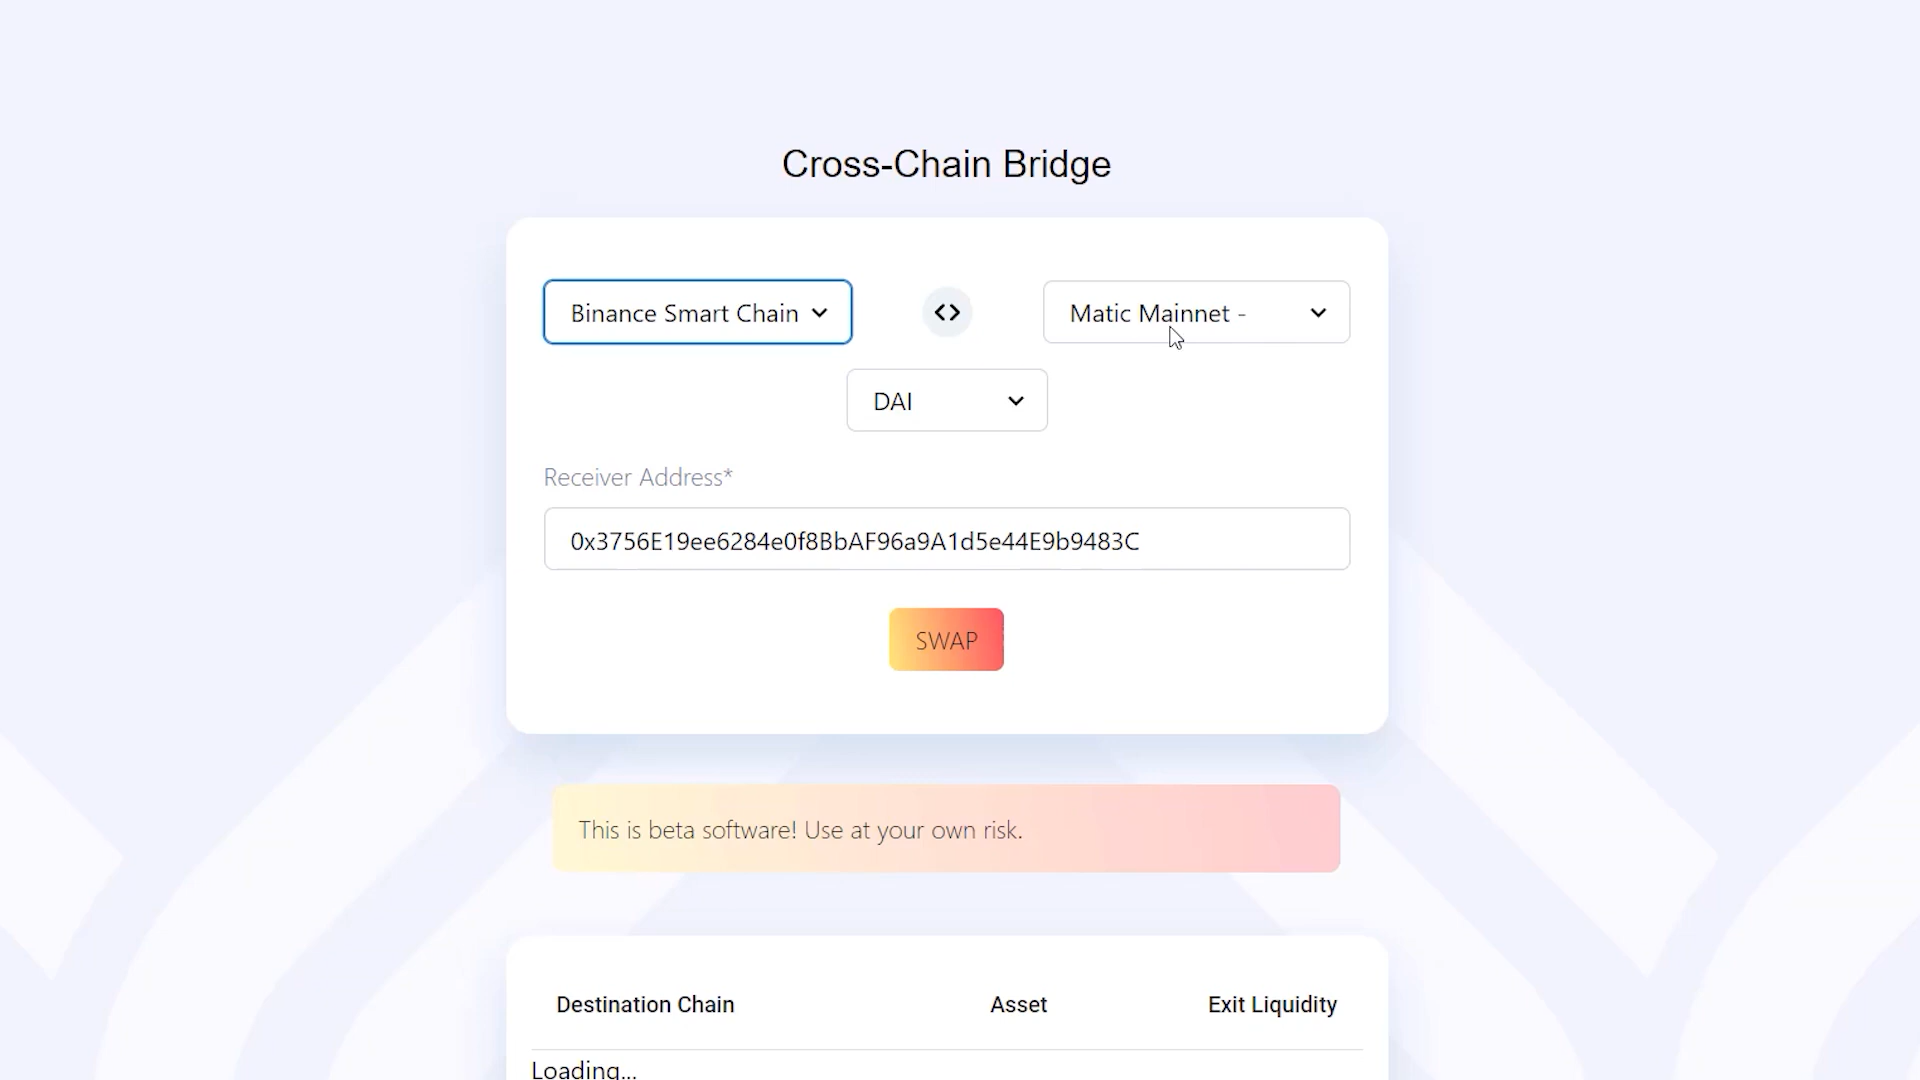 Cross-Chain Bridge
Binance Smart Chain
Matic Mainnet -
DAI
Receiver Address*
0x3756E19ee6284e0f8BbAF96a9A1d5e44E9b9483C
SWAP
This is beta software! Use at your own risk.
Destination Chain Asset Exit Liquidity
Loading...